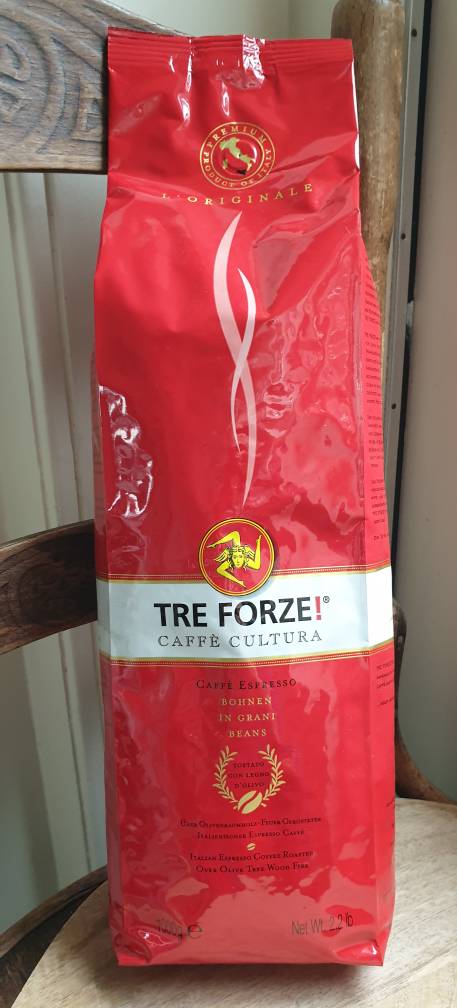 PREMIUM
PRODUCT OF ITALY
L'ORIGINALE
TRE FORZE!®
CAFFÈ CULTURA
CAFFÈ ESPRESSO
BOHNEN
IN GRANI
BEANS
TOSTATO
CON LEGNO
D'OLIVO
ÜBER OLIVENBAUMHOLZ-FEUER GERÖSTETER
ITALIENISCHER ESPRESSO CAFFÈ
ITALIAN ESPRESSO COFFEE ROASTED
OVER OLIVE TREE WOOD FIRE
1000g e
Net Wt. 2.2 lb